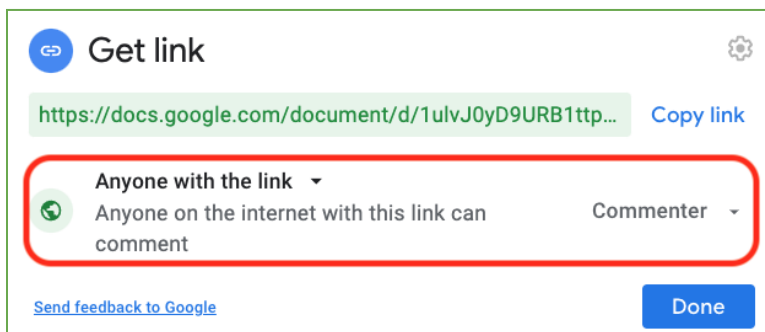 Get link
https://docs.google.com/document/d/1ulvJ0yD9URB1ttp... Copy link
Anyone with the link
Anyone on the internet with this link can
comment
Commenter
Send feedback to Google
Done